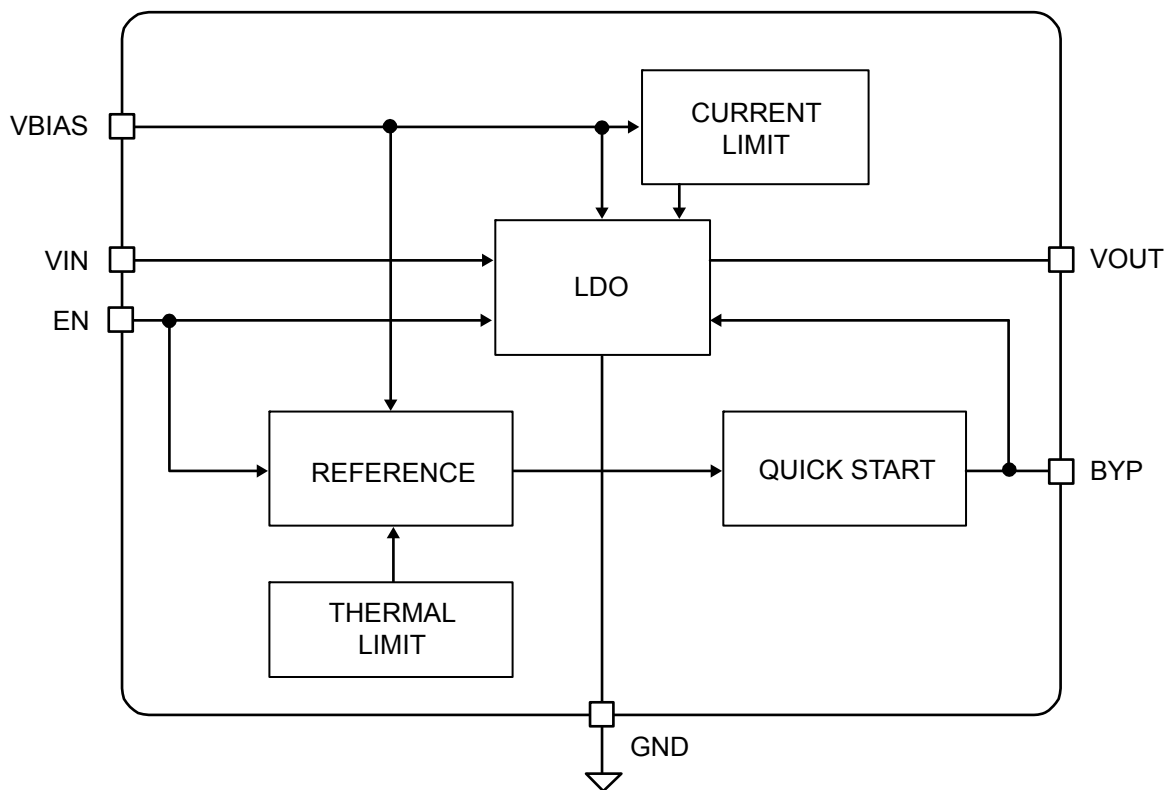 CURRENT
LIMIT
VBIAS
VIN
LDO
VOUT
EN
REFERENCE
QUICK START
BYP
THERMAL
LIMIT
GND